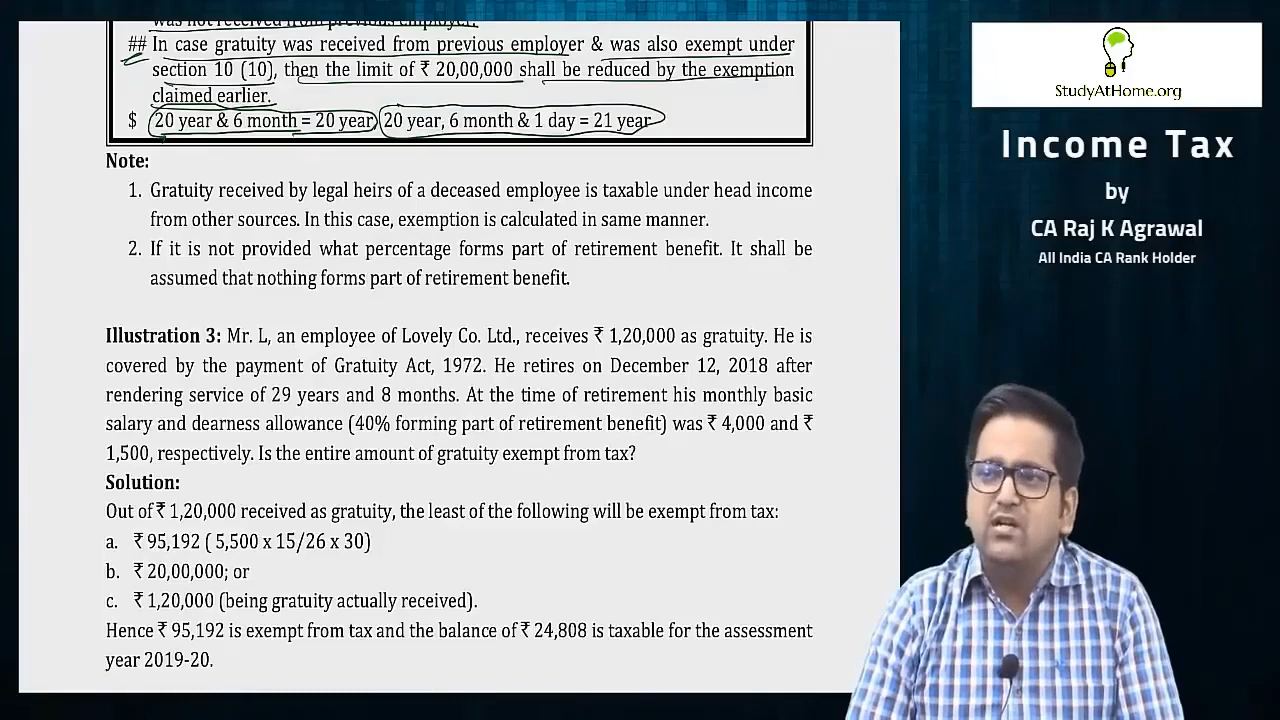 was not received from previous employer.
## In case gratuity was received from previous employer & was also exempt under
section 10 (10), then the limit of ₹ 20,00,000 shall be reduced by the exemption
claimed earlier.
$ 20 year & 6 month = 20 year, 20 year, 6 month & 1 day = 21 year
Note:
1. Gratuity received by legal heirs of a deceased employee is taxable under head income
from other sources. In this case, exemption is calculated in same manner.
2. If it is not provided what percentage forms part of retirement benefit. It shall be
assumed that nothing forms part of retirement benefit.
Illustration 3: Mr. L, an employee of Lovely Co. Ltd., receives ₹ 1,20,000 as gratuity. He is
covered by the payment of Gratuity Act, 1972. He retires on December 12, 2018 after
rendering service of 29 years and 8 months. At the time of retirement his monthly basic
salary and dearness allowance (40% forming part of retirement benefit) was ₹ 4,000 and ₹
1,500, respectively. Is the entire amount of gratuity exempt from tax?
Solution:
Out of ₹ 1,20,000 received as gratuity, the least of the following will be exempt from tax:
a. ₹ 95,192 ( 5,500 x 15/26 x 30)
b. ₹ 20,00,000; or
c. ₹ 1,20,000 (being gratuity actually received).
Hence ₹ 95,192 is exempt from tax and the balance of ₹ 24,808 is taxable for the assessment
year 2019-20.
StudyAtHome.org
Income Tax
by
CA Raj K Agrawal
All India CA Rank Holder